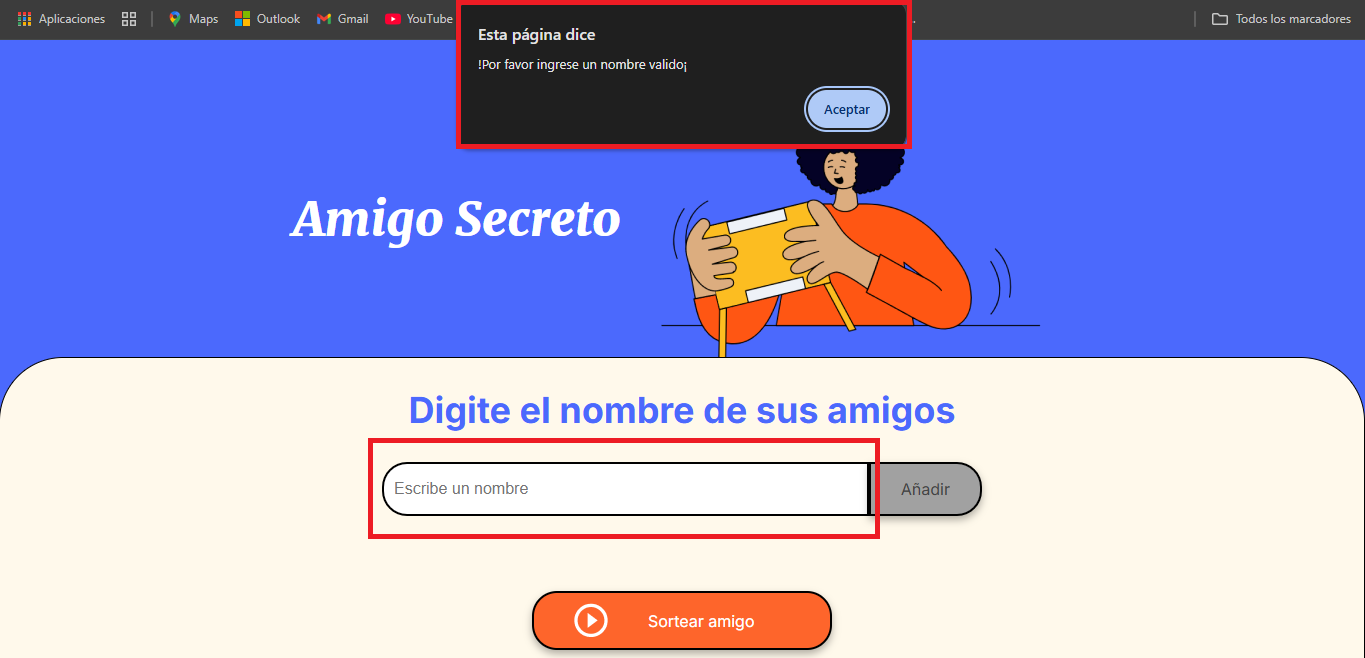 Aplicaciones Maps Outlook Gmail YouTube Todos los marcadores
Esta página dice
!Por favor ingrese un nombre valido¡
Aceptar
Amigo Secreto
Digite el nombre de sus amigos
Escribe un nombre Añadir
Sortear amigo